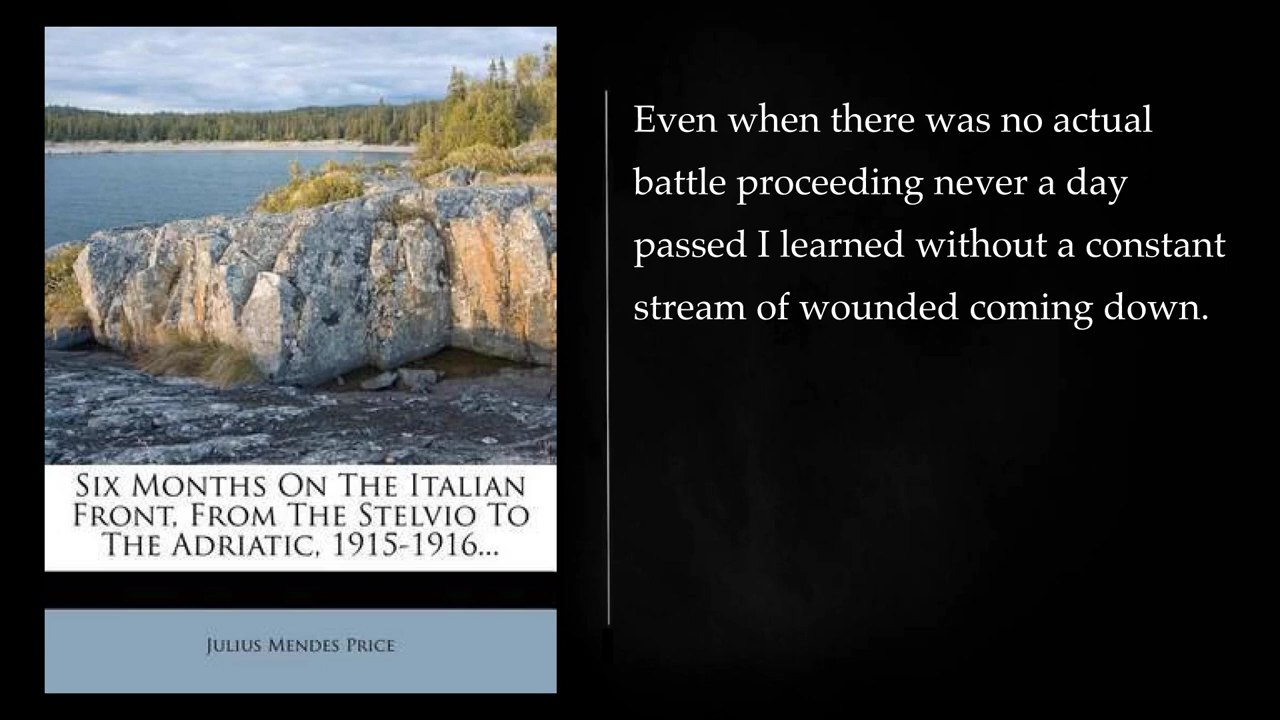 Even when there was no actual
battle proceeding never a day
passed I learned without a constant
stream of wounded coming down.
Six Months On The Italian
Front, From The Stelvio To
The Adriatic, 1915-1916...
Julius Mendes Price